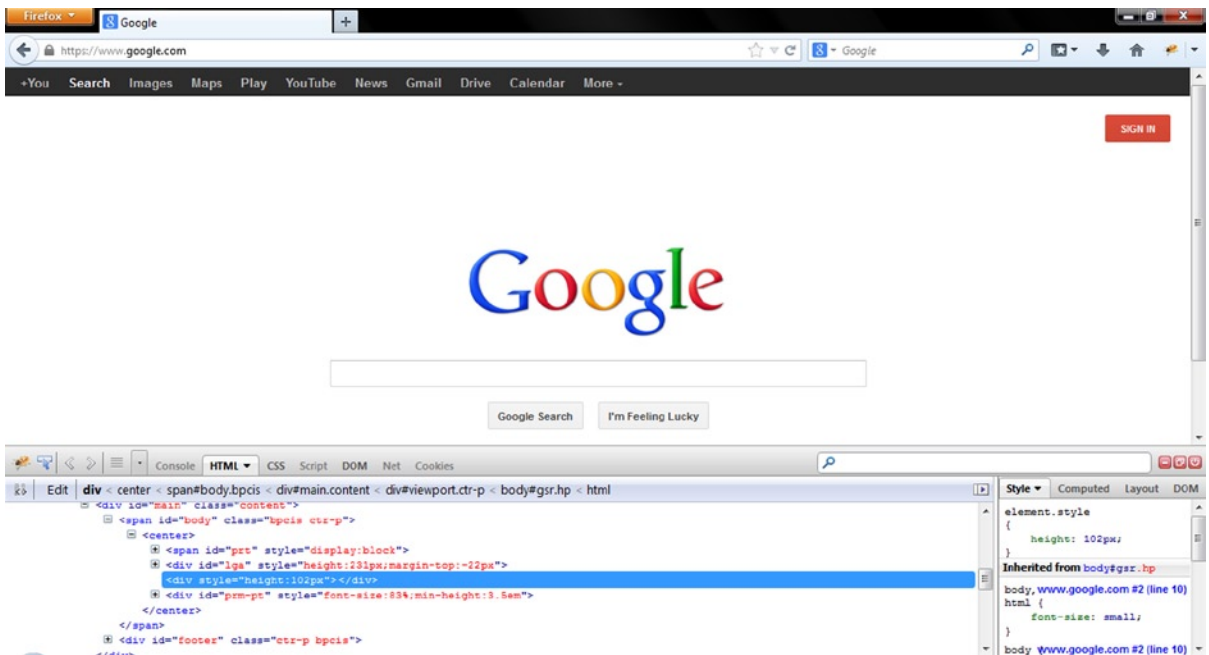 Firefox
Google
https://www.google.com
Google
+You Search Images Maps Play YouTube News Gmail Drive Calendar More
SIGN IN
Google
Google Search I'm Feeling Lucky
Console HTML CSS Script DOM Net Cookies
Edit div < center < span#body.bpcis < div#main.content < div#viewport.ctr-p < body#gsr.hp < html
<div id="main" class="content">
<span id="body" class="bpcis ctr-p">
<center>
<span id="prt" style="display:block">
<div id="lga" style="height:231px;margin-top:-22px">
<div style="height:102px"></div>
<div id="prm-pt" style="font-size:83%;min-height:3.5em">
</center>
</span>
<div id="footer" class="ctr-p bpcis">
</div>
Style Computed Layout DOM
element.style
{
height: 102px;
}
Inherited from body#gsr.hp
body, www.google.com #2 (line 10)
html {
font-size: small;
}
body www.google.com #2 (line 10)